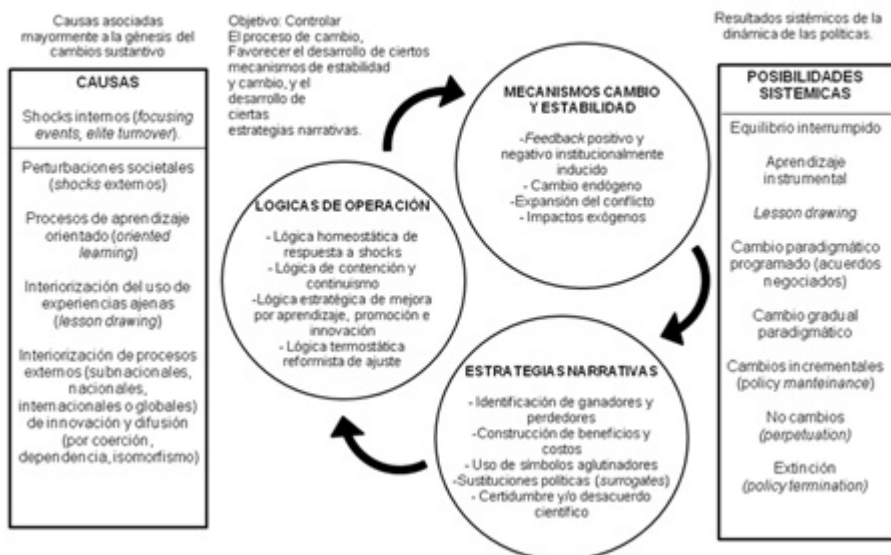 Causas asociadas
mayormente a la génesis del
cambios sustantivo
CAUSAS
Shocks internos (focusing
events, elite turnover).
Perturbaciones societales
(shocks externos)
Procesos de aprendizaje
orientado (oriented
learning)
Interiorización del uso de
experiencias ajenas
(lesson drawing)
Interiorización de procesos
externos (subnacionales,
nacionales,
internacionales o globales)
de innovación y difusión
(por coerción,
dependencia, isomorfismo)
Objetivo: Controlar
El proceso de cambio,
Favorecer el desarrollo de ciertos
mecanismos de estabilidad
y cambio, y el
desarrollo de
ciertas
estrategias narrativas.
LOGICAS DE OPERACIÓN
- Lógica homeostática de
respuesta a shocks
- Lógica de contención y
continuismo
-Lógica estratégica de mejora
por aprendizaje, promoción e
innovación
- Lógica termostática
reformista de ajuste
MECANISMOS CAMBIO
Y ESTABILIDAD
-Feedback positivo y
negativo institucionalmente
inducido
- Cambio endógeno
-Expansión del conflicto
- Impactos exógenos
ESTRATEGIAS NARRATIVAS
- Identificación de ganadores y
perdedores
-Construcción de beneficios y
costos
- Uso de símbolos aglutinadores
-Sustituciones políticas (surrogates)
- Certidumbre y/o desacuerdo
científico
Resultados sistémicos de la
dinámica de las políticas.
POSIBILIDADES
SISTEMICAS
Equilibrio interrumpido
Aprendizaje
instrumental
Lesson drawing
Cambio paradigmático
programado (acuerdos
negociados)
Cambio gradual
paradigmático
Cambios incrementales
(policy manteinance)
No cambios
(perpetuation)
Extinción
(policy termination)